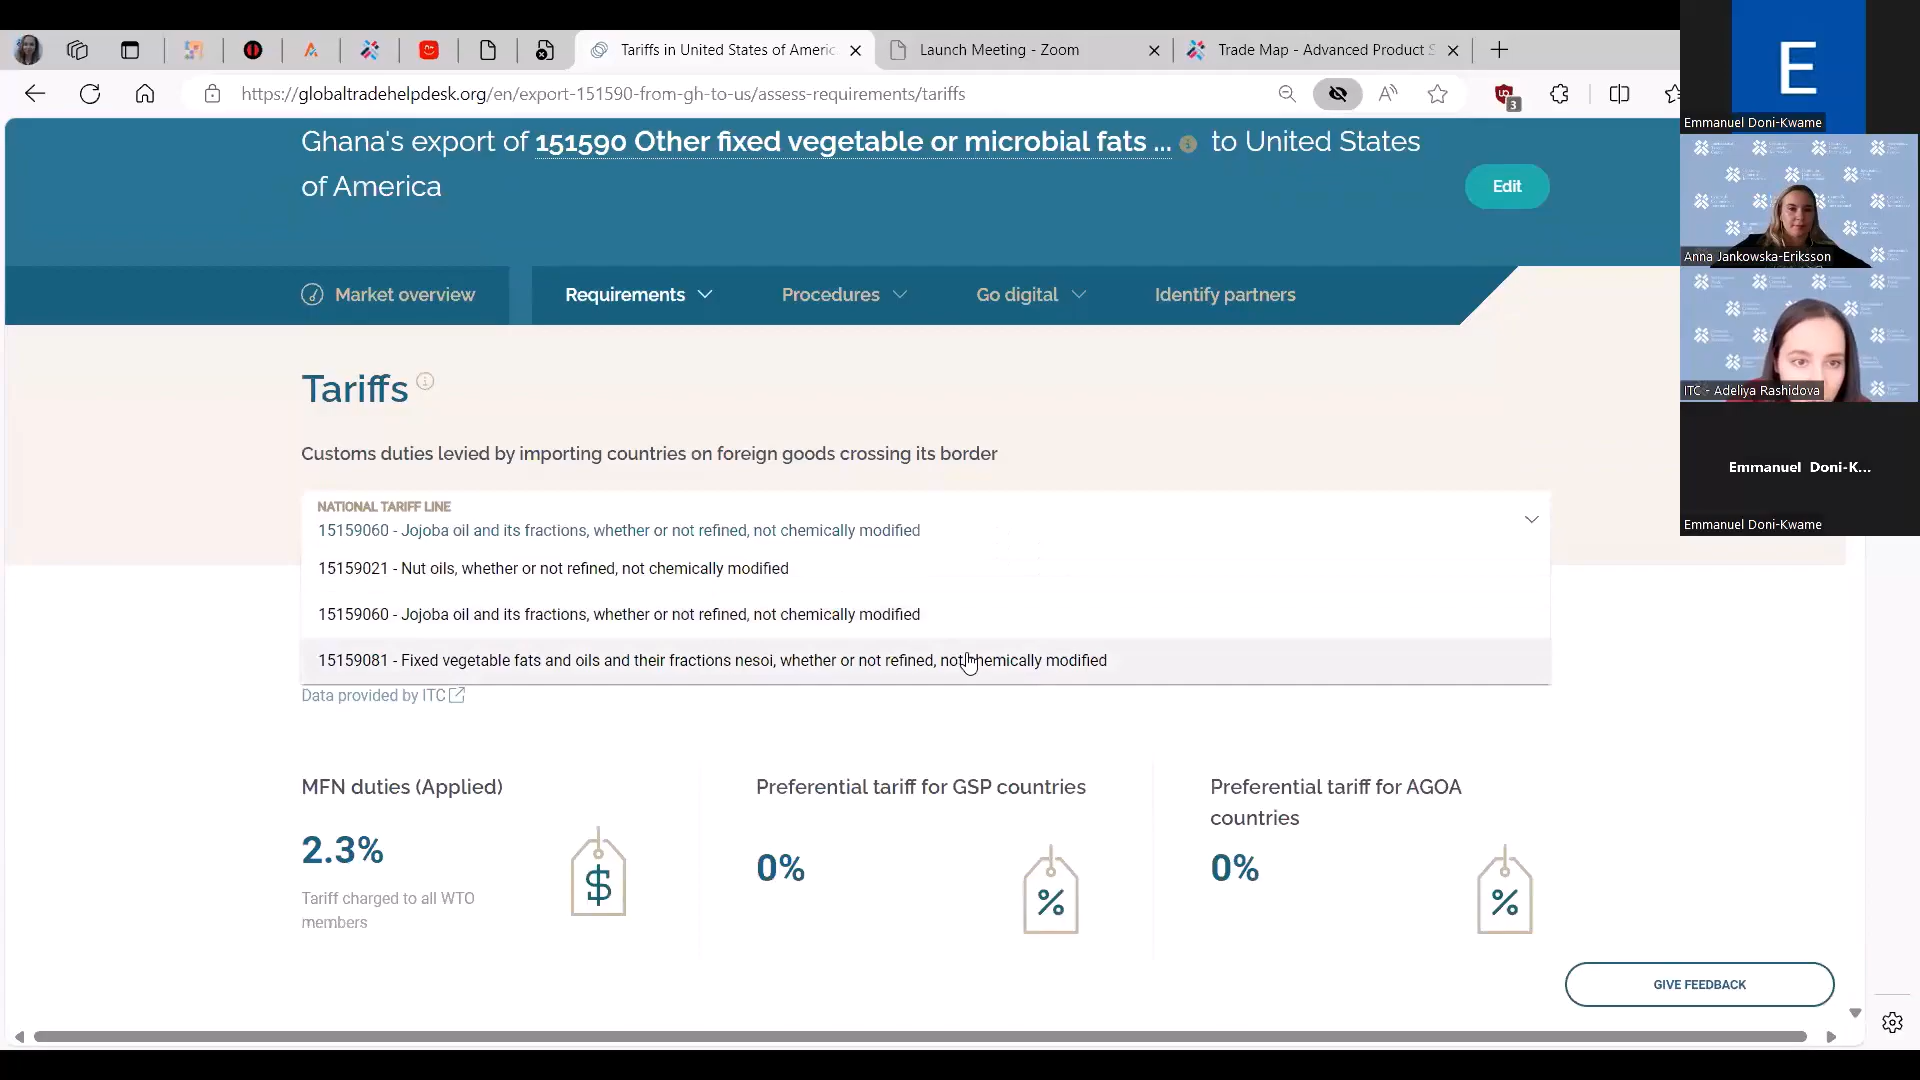 Tariffs in United States of Americ
Launch Meeting - Zoom
Trade Map - Advanced Product S
https://globaltradehelpdesk.org/en/export-151590-from-gh-to-us/assess-requirements/tariffs
3
Ghana's export of 151590 Other fixed vegetable or microbial fats ... to United States
of America
Edit
Market overview
Requirements
Procedures
Go digital
Identify partners
Tariffs
Customs duties levied by importing countries on foreign goods crossing its border
NATIONAL TARIFF LINE
15159060 - Jojoba oil and its fractions, whether or not refined, not chemically modified
15159021 - Nut oils, whether or not refined, not chemically modified
15159060 - Jojoba oil and its fractions, whether or not refined, not chemically modified
15159081 - Fixed vegetable fats and oils and their fractions nesoi, whether or not refined, not chemically modified
Data provided by ITC
MFN duties (Applied)
2.3%
Tariff charged to all WTO
members
Preferential tariff for GSP countries
0%
Preferential tariff for AGOA
countries
0%
GIVE FEEDBACK
E
Emmanuel Doni-Kwame
Anna Jankowska-Eriksson
ITC - Adeliya Rashidova
Emmanuel Doni-K...
Emmanuel Doni-Kwame